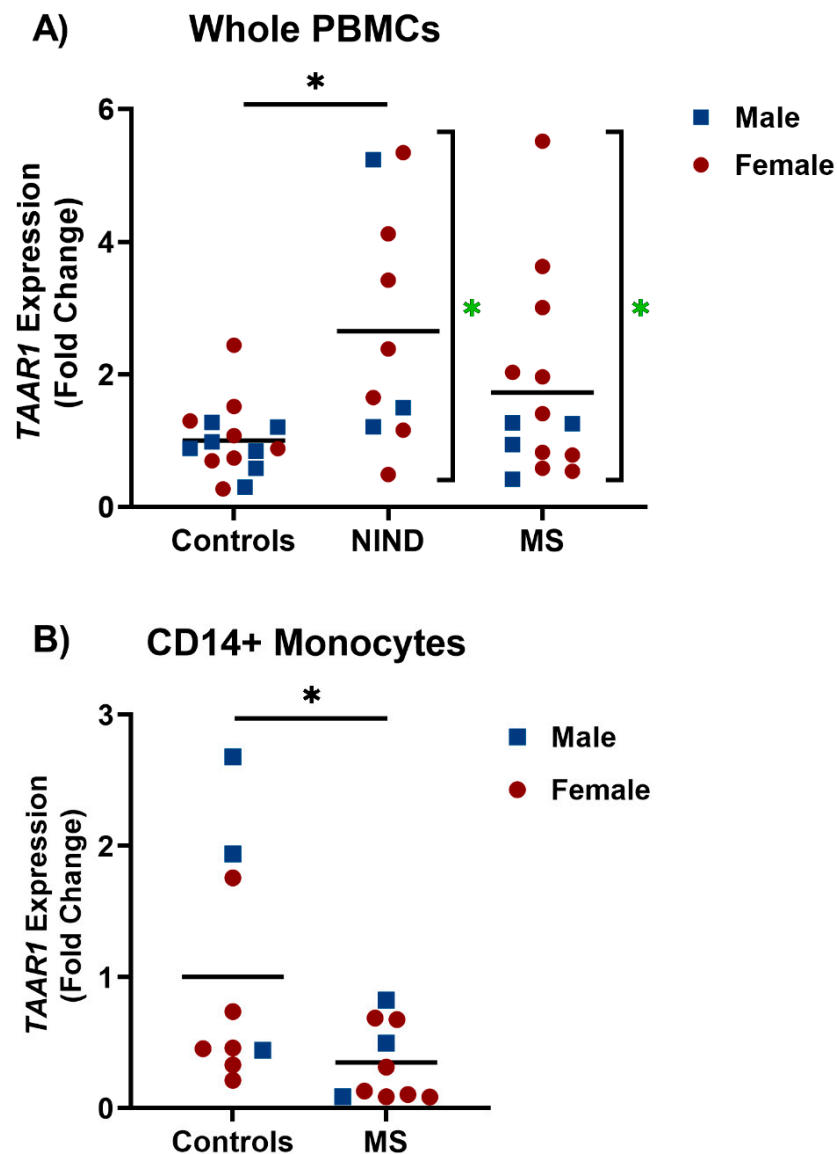 A) Whole PBMCs
*
6
4
2
0
TAAR1 Expression
(Fold Change)
Male
Female
*
*
Controls NIND MS
B) CD14+ Monocytes
*
3
2
1
0
TAAR1 Expression
(Fold Change)
Male
Female
Controls MS